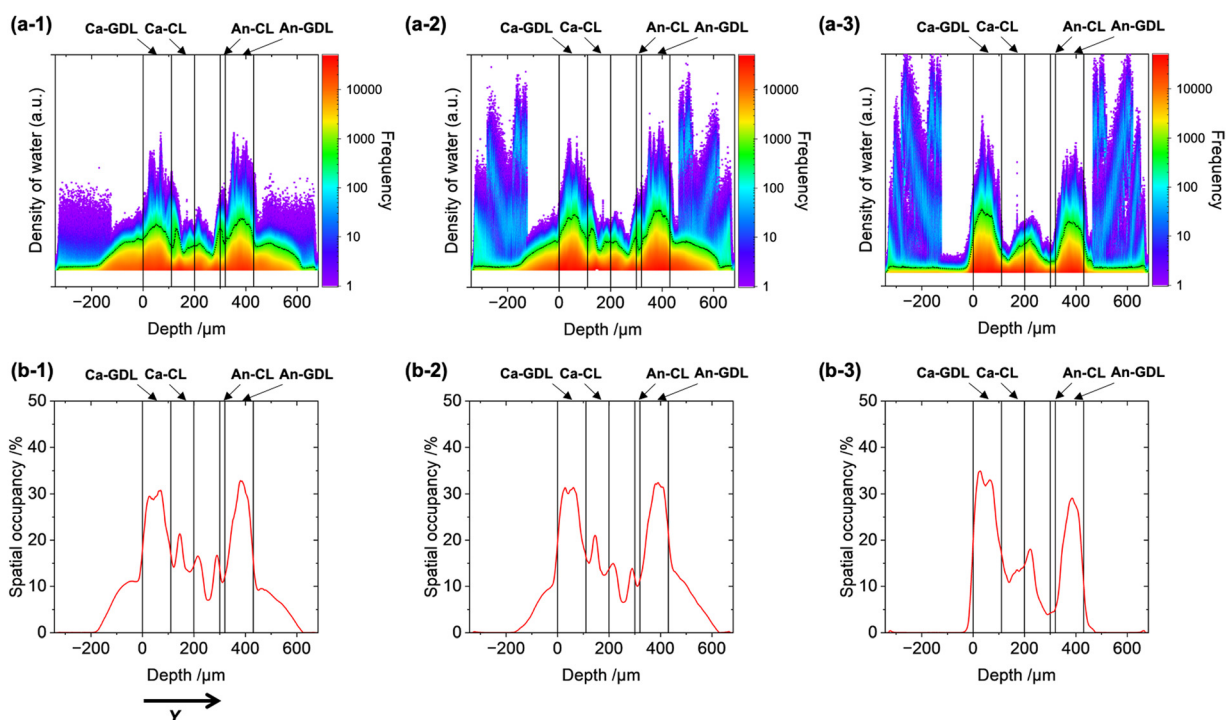 (a-1) Ca-GDL Ca-CL An-CL An-GDL
Density of water (a.u.)
10000
1000
100
10
1
Frequency
−200 0 200 400 600
Depth /μm
(a-2) Ca-GDL Ca-CL An-CL An-GDL
Density of water (a.u.)
10000
1000
100
10
1
Frequency
−200 0 200 400 600
Depth /μm
(a-3) Ca-GDL Ca-CL An-CL An-GDL
Density of water (a.u.)
10000
1000
100
10
1
Frequency
−200 0 200 400 600
Depth /μm
(b-1) Ca-GDL Ca-CL An-CL An-GDL
Spatial occupancy /%
50
40
30
20
10
0
−200 0 200 400 600
Depth /μm
Y
(b-2) Ca-GDL Ca-CL An-CL An-GDL
Spatial occupancy /%
50
40
30
20
10
0
−200 0 200 400 600
Depth /μm
(b-3) Ca-GDL Ca-CL An-CL An-GDL
Spatial occupancy /%
50
40
30
20
10
0
−200 0 200 400 600
Depth /μm